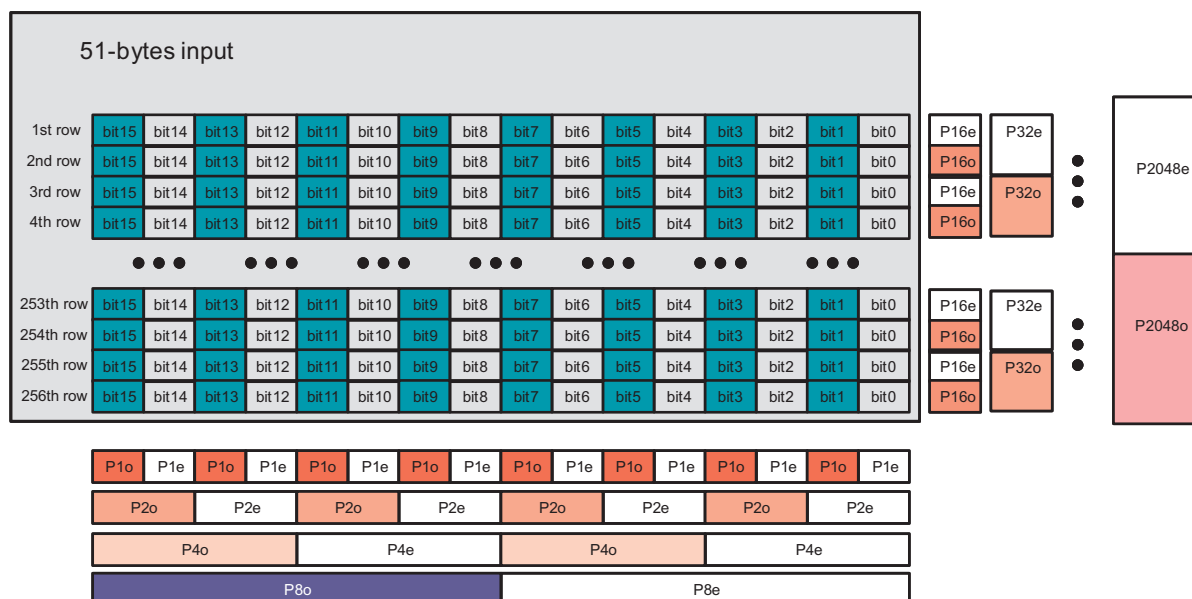 51-bytes input
1st row bit15 bit14 bit13 bit12 bit11 bit10 bit9 bit8 bit7 bit6 bit5 bit4 bit3 bit2 bit1 bit0 P16e P32e
2nd row bit15 bit14 bit13 bit12 bit11 bit10 bit9 bit8 bit7 bit6 bit5 bit4 bit3 bit2 bit1 bit0 P16o P2048e
3rd row bit15 bit14 bit13 bit12 bit11 bit10 bit9 bit8 bit7 bit6 bit5 bit4 bit3 bit2 bit1 bit0 P16e P32o
4th row bit15 bit14 bit13 bit12 bit11 bit10 bit9 bit8 bit7 bit6 bit5 bit4 bit3 bit2 bit1 bit0 P16o
253th row bit15 bit14 bit13 bit12 bit11 bit10 bit9 bit8 bit7 bit6 bit5 bit4 bit3 bit2 bit1 bit0 P16e P32e
254th row bit15 bit14 bit13 bit12 bit11 bit10 bit9 bit8 bit7 bit6 bit5 bit4 bit3 bit2 bit1 bit0 P16o P2048o
255th row bit15 bit14 bit13 bit12 bit11 bit10 bit9 bit8 bit7 bit6 bit5 bit4 bit3 bit2 bit1 bit0 P16e P32o
256th row bit15 bit14 bit13 bit12 bit11 bit10 bit9 bit8 bit7 bit6 bit5 bit4 bit3 bit2 bit1 bit0 P16o
P1o P1e P1o P1e P1o P1e P1o P1e P1o P1e P1o P1e P1o P1e P1o P1e
P2o P2e P2o P2e P2o P2e P2o P2e
P4o P4e P4o P4e
P8o P8e